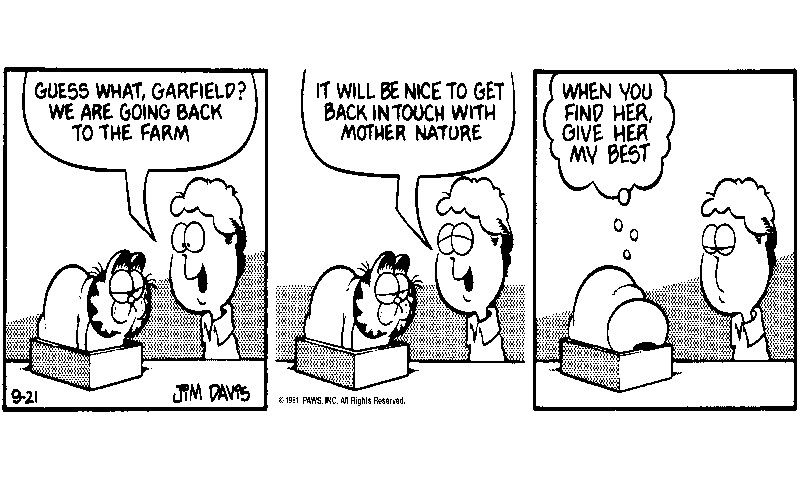 GUESS WHAT, GARFIELD?
WE ARE GOING BACK
TO THE FARM
9-21
JIM DAVIS
IT WILL BE NICE TO GET
BACK IN TOUCH WITH
MOTHER NATURE
© 1981 PAWS, INC. All Rights Reserved.
WHEN YOU
FIND HER,
GIVE HER
MY BEST